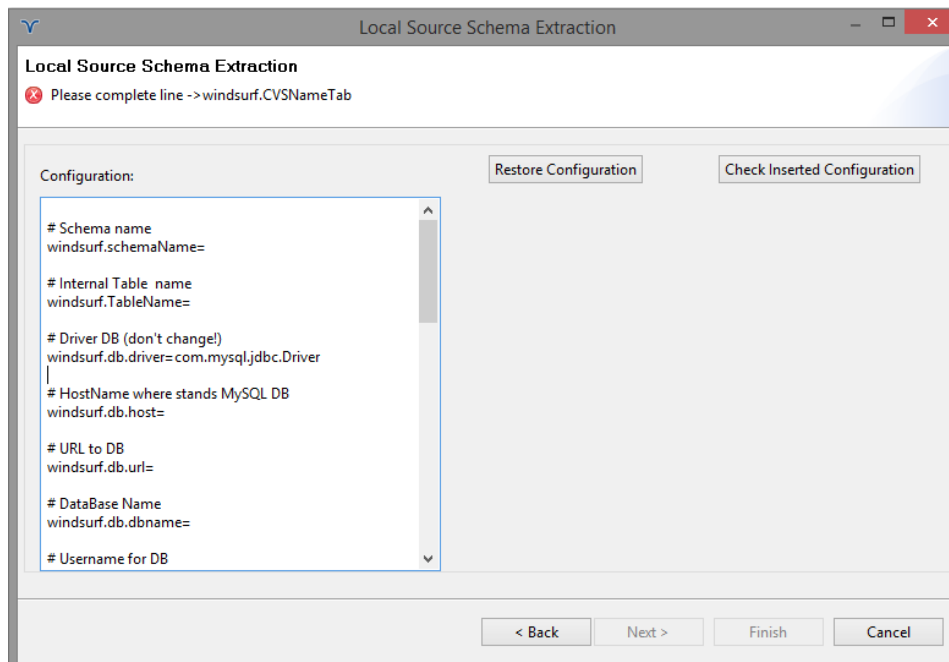 Local Source Schema Extraction
Local Source Schema Extraction
Please complete line ->windsurf.CVSNameTab
Configuration:
Restore Configuration
Check Inserted Configuration
# Schema name
windsurf.schemaName=
# Internal Table  name
windsurf.TableName=
# Driver DB (don't change!)
windsurf.db.driver=com.mysql.jdbc.Driver
# HostName where stands MySQL DB
windsurf.db.host=
# URL to DB
windsurf.db.url=
# DataBase Name
windsurf.db.dbname=
# Username for DB
< Back
Next >
Finish
Cancel